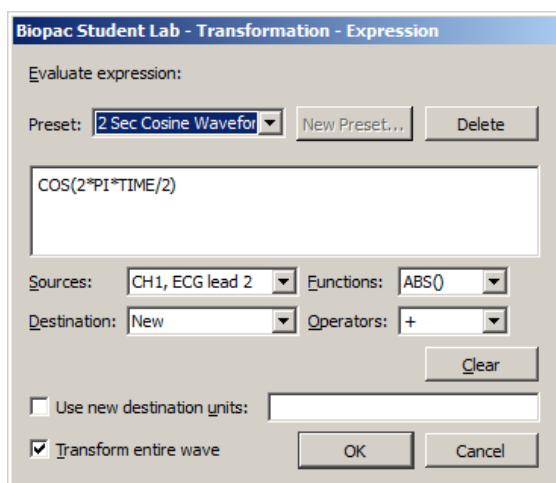 Biopac Student Lab - Transformation - Expression
Evaluate expression:
Preset: 2 Sec Cosine Wavefor New Preset... Delete
COS(2*PI*TIME/2)
Sources: CH1, ECG lead 2 Functions: ABS()
Destination: New Operators: +
Clear
Use new destination units:
Transform entire wave OK Cancel